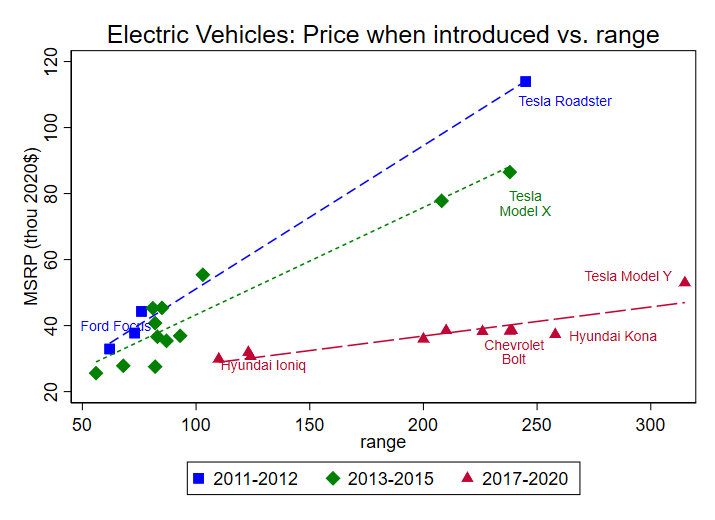 Electric Vehicles: Price when introduced vs. range
MSRP (thou 2020$)
120
100
80
60
40
20
Tesla Roadster
Tesla
Model X
Tesla Model Y
Ford Focus
Hyundai Kona
Chevrolet
Bolt
Hyundai Ioniq
50 100 150 200 250 300
range
2011-2012 2013-2015 2017-2020